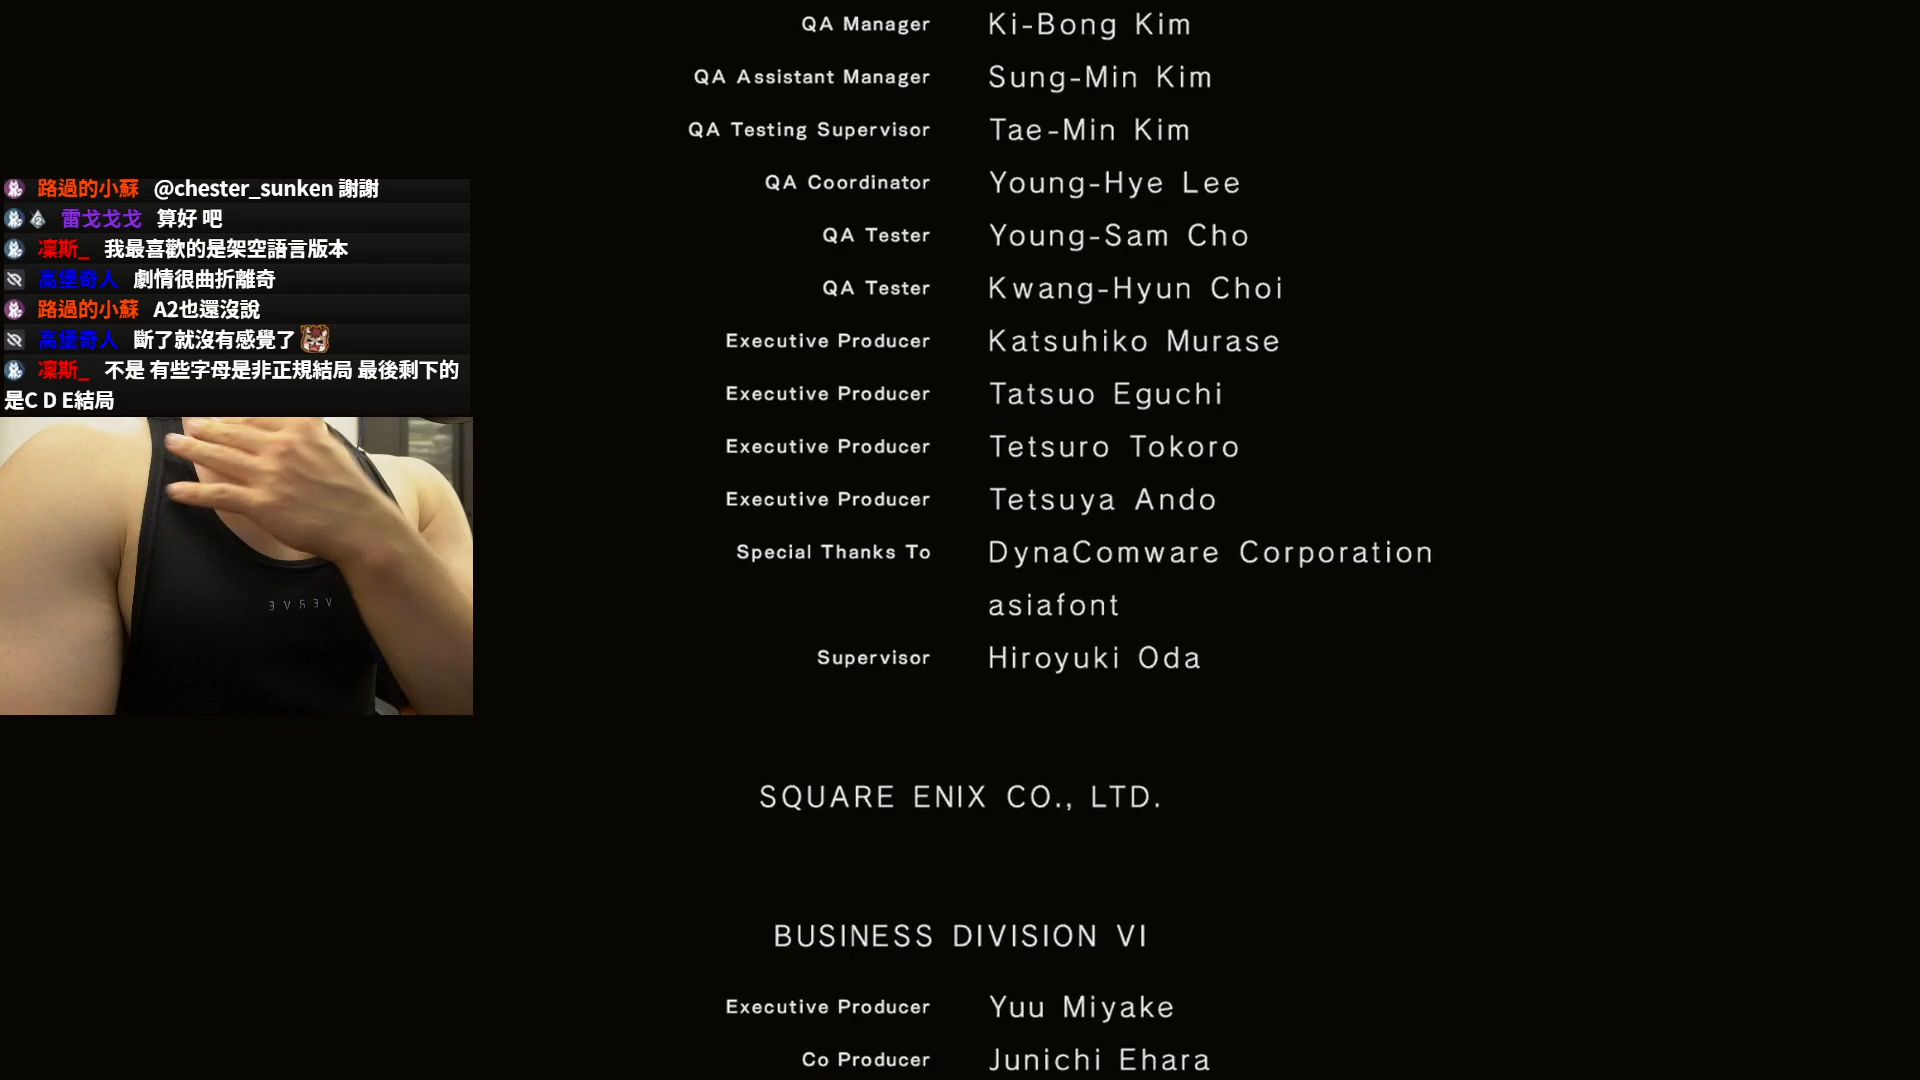 QA Manager Ki-Bong Kim
QA Assistant Manager Sung-Min Kim
QA Testing Supervisor Tae-Min Kim
QA Coordinator Young-Hye Lee
QA Tester Young-Sam Cho
QA Tester Kwang-Hyun Choi
Executive Producer Katsuhiko Murase
Executive Producer Tatsuo Eguchi
Executive Producer Tetsuro Tokoro
Executive Producer Tetsuya Ando
Special Thanks To DynaComware Corporation
asiafont
Supervisor Hiroyuki Oda
SQUARE ENIX CO., LTD.
BUSINESS DIVISION VI
Executive Producer Yuu Miyake
Co Producer Junichi Ehara
路過的小蘇 @chester_sunken 謝謝
雷戈戈戈 算好 吧
凜斯_ 我最喜歡的是架空語言版本
高堡奇人 劇情很曲折離奇
路過的小蘇 A2也還沒說
高堡奇人 斷了就沒有感覺了
凜斯_ 不是 有些字母是非正規結局 最後剩下的
是C D E結局
VERVE